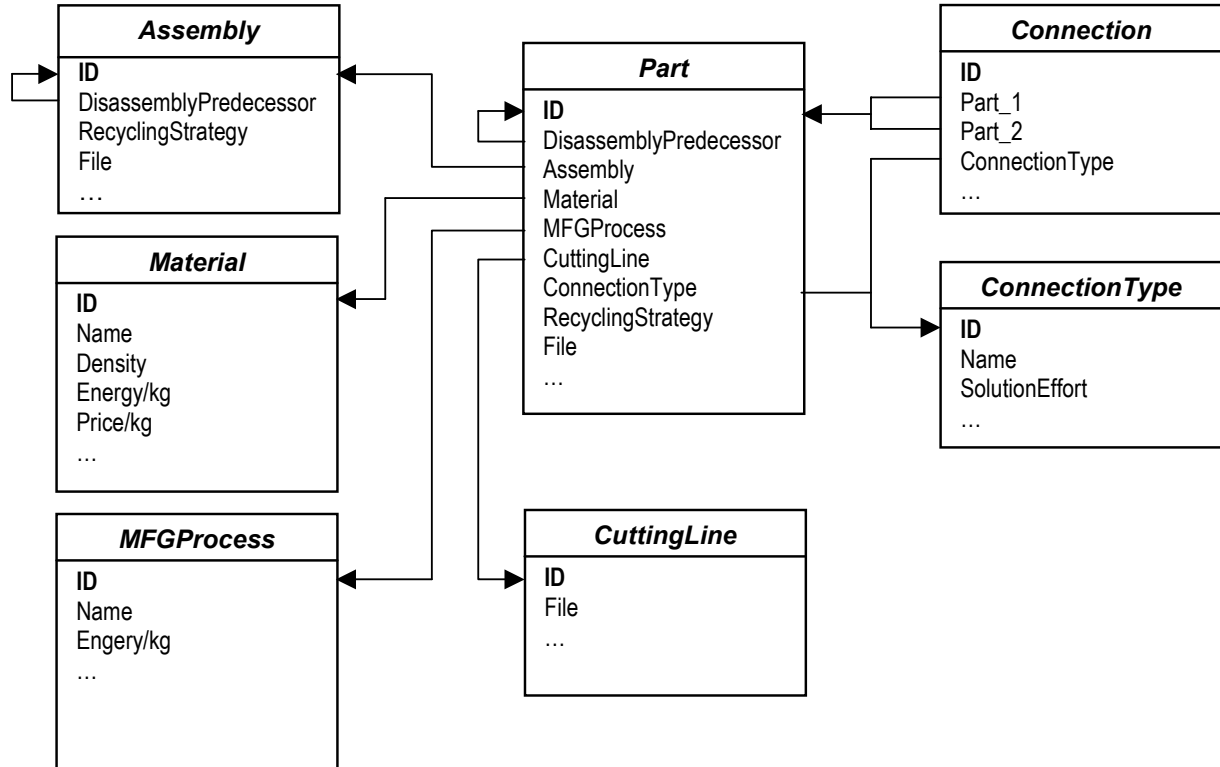 Assembly
ID
DisassemblyPredecessor
RecyclingStrategy
File
…
Material
ID
Name
Density
Energy/kg
Price/kg
…
MFGProcess
ID
Name
Engery/kg
…
Part
ID
DisassemblyPredecessor
Assembly
Material
MFGProcess
CuttingLine
ConnectionType
RecyclingStrategy
File
…
CuttingLine
ID
File
…
Connection
ID
Part_1
Part_2
ConnectionType
…
ConnectionType
ID
Name
SolutionEffort
…